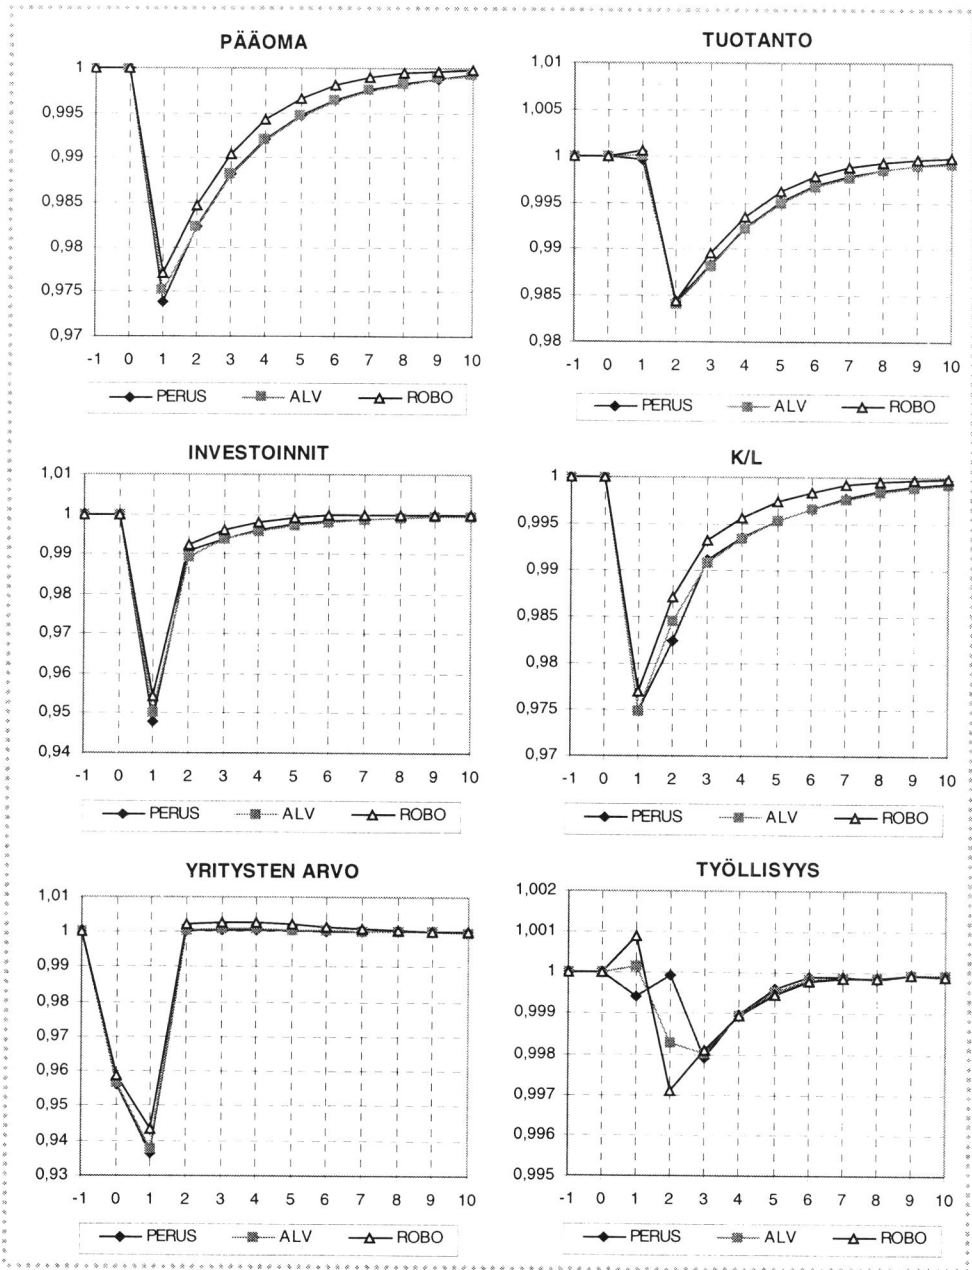 PÄÄOMA
1
0,995
0,99
0,985
0,98
0,975
0,97
-1 0 1 2 3 4 5 6 7 8 9 10
PERUS ALV ROBO
TUOTANTO
1,01
1,005
1
0,995
0,99
0,985
0,98
-1 0 1 2 3 4 5 6 7 8 9 10
PERUS ALV ROBO
INVESTOINNIT
1,01
1
0,99
0,98
0,97
0,96
0,95
0,94
-1 0 1 2 3 4 5 6 7 8 9 10
PERUS ALV ROBO
K/L
1
0,995
0,99
0,985
0,98
0,975
0,97
-1 0 1 2 3 4 5 6 7 8 9 10
PERUS ALV ROBO
YRITYSTEN ARVO
1,01
1
0,99
0,98
0,97
0,96
0,95
0,94
0,93
-1 0 1 2 3 4 5 6 7 8 9 10
PERUS ALV ROBO
TYÖLLISYYS
1,002
1,001
1
0,999
0,998
0,997
0,996
0,995
-1 0 1 2 3 4 5 6 7 8 9 10
PERUS ALV ROBO